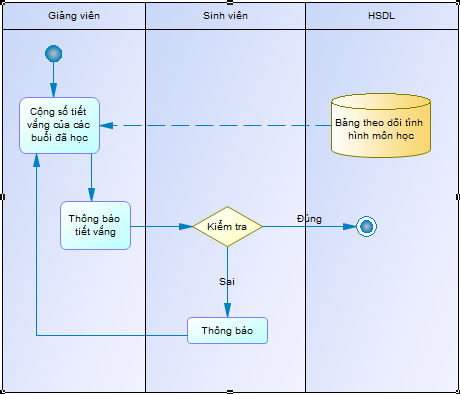 Giảng viên
Sinh viên
HSDL
Cộng số tiết
vắng của các
buổi đã học
Bảng theo dõi tình
hình môn học
Thông báo
tiết vắng
Kiểm tra
Đúng
Sai
Thông báo